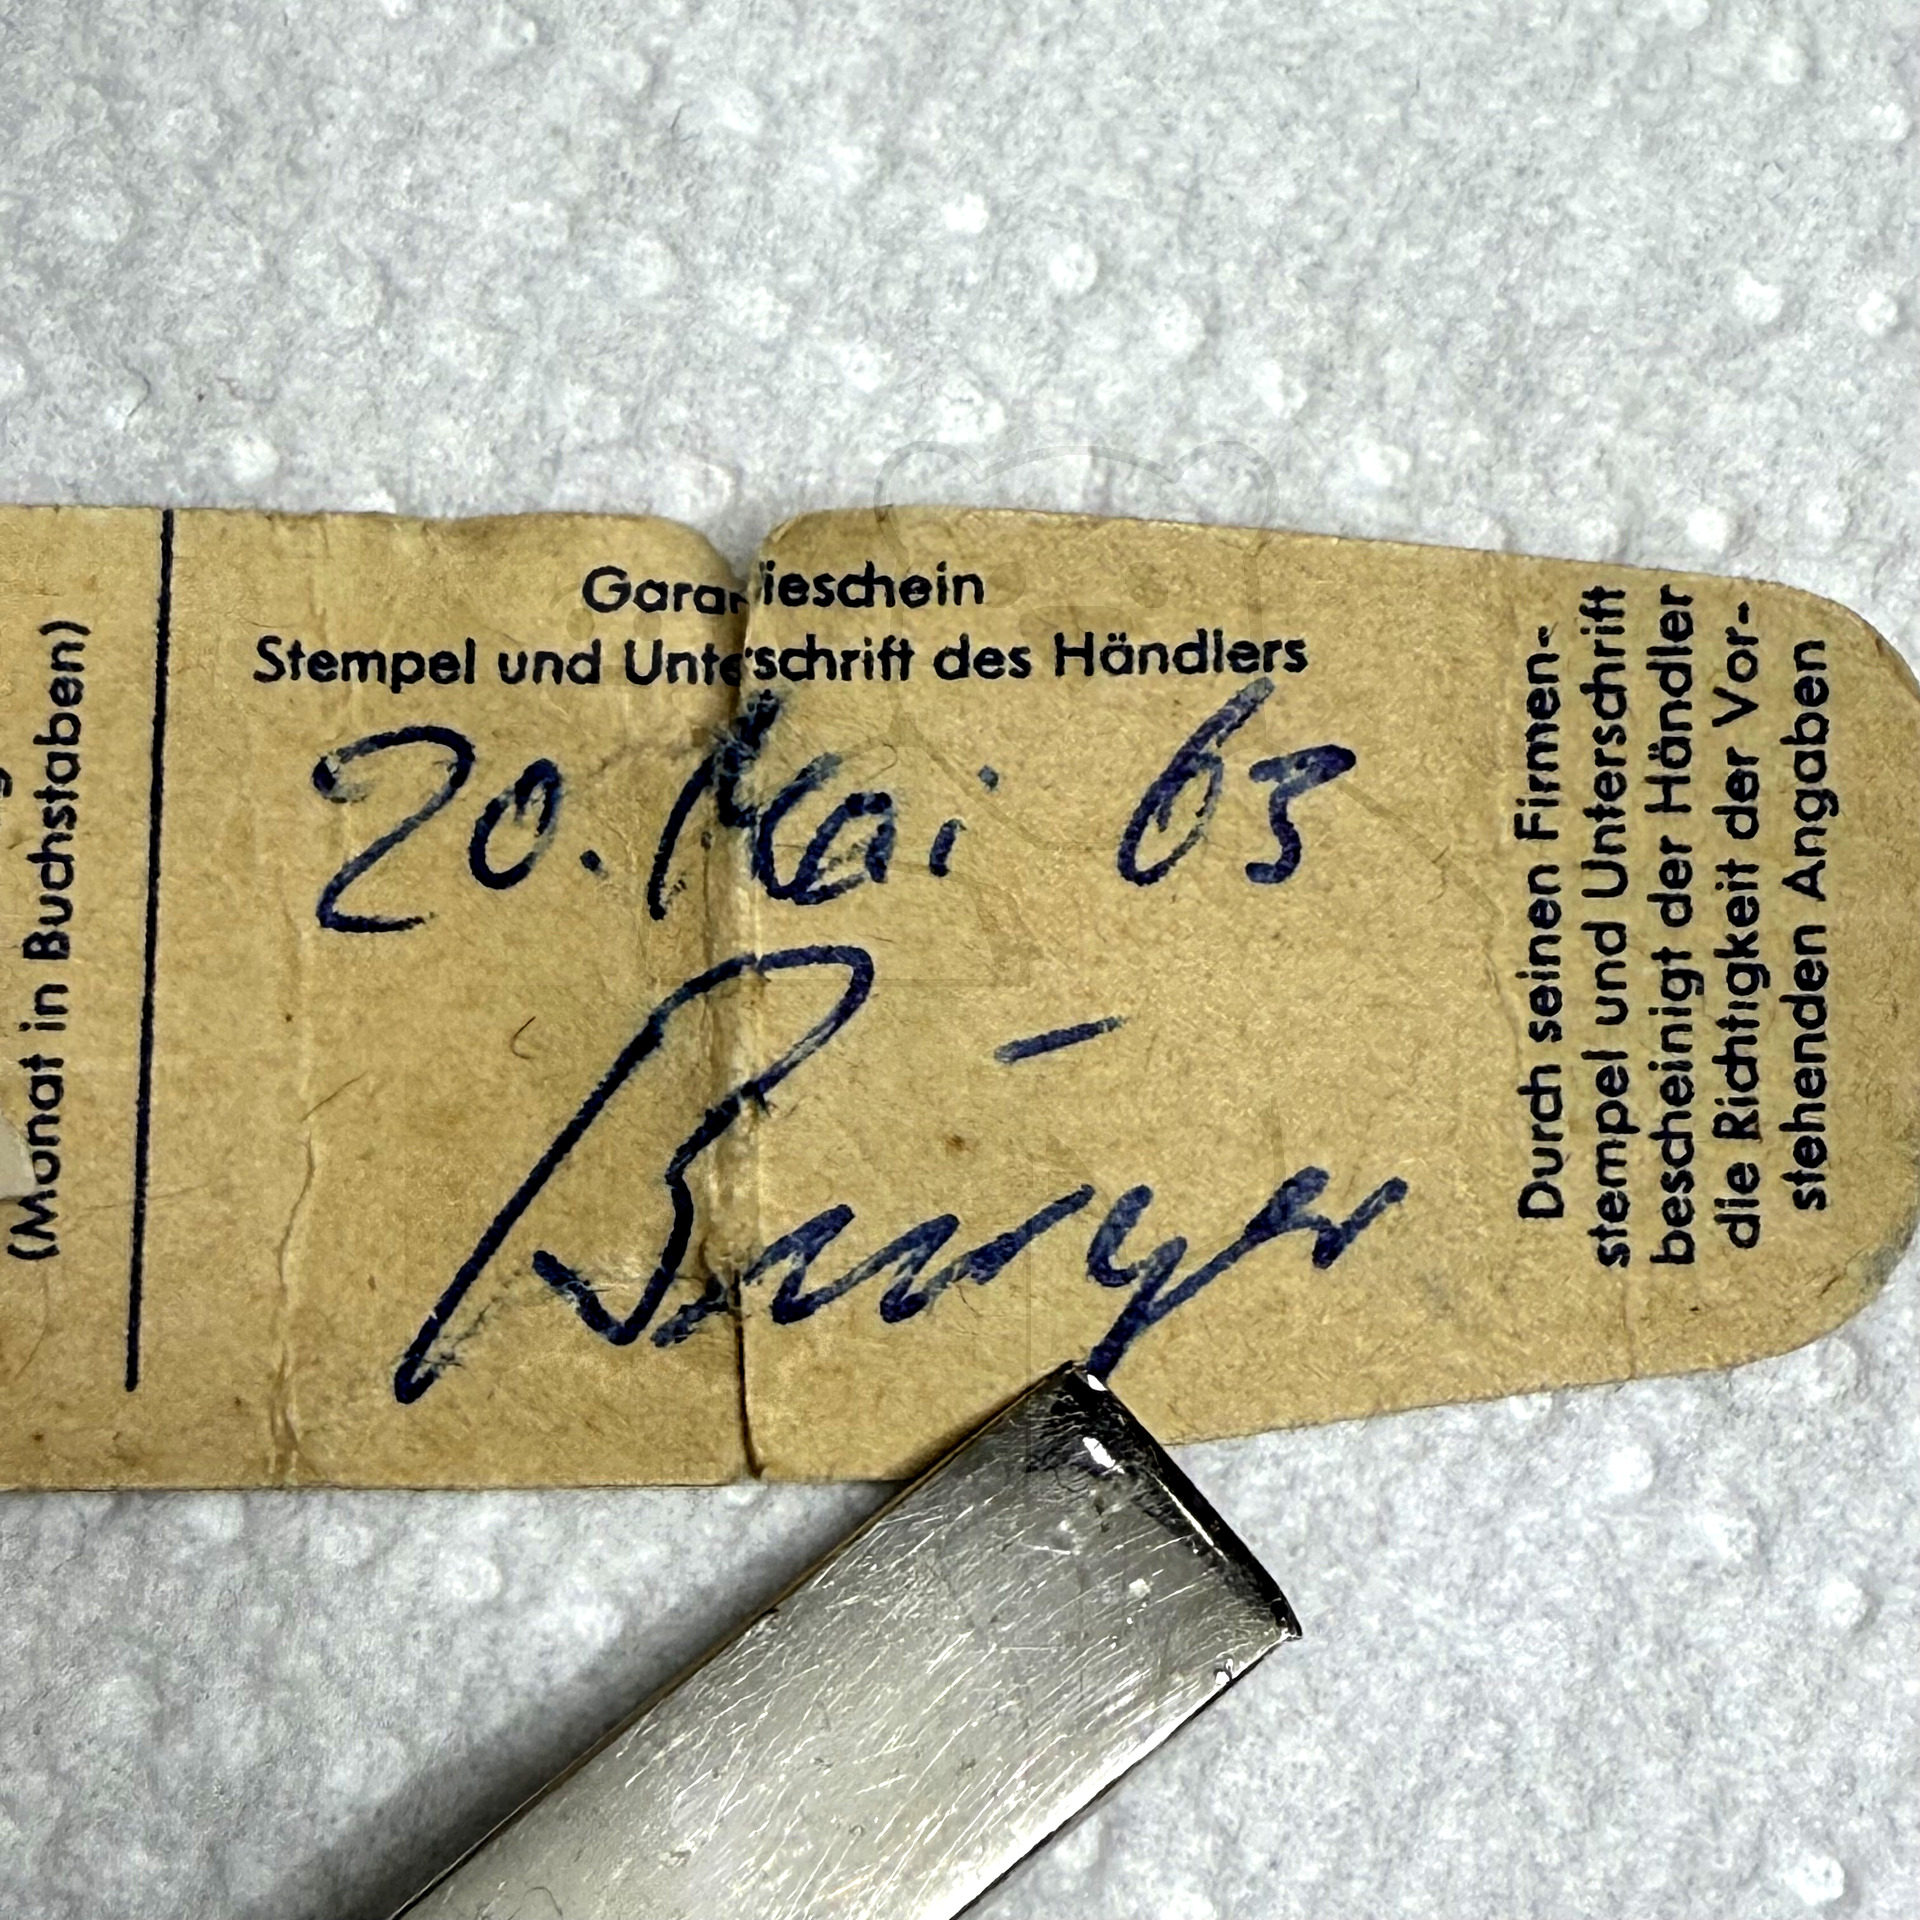 (Monat in Buchstaben)
Garantieschein
Stempel und Unterschrift des Händlers
20. Mai 63
Durch seinen Firmen-
stempel und Unterschrift
bescheinigt der Händler
die Richtigkeit der Vor-
stehenden Angaben